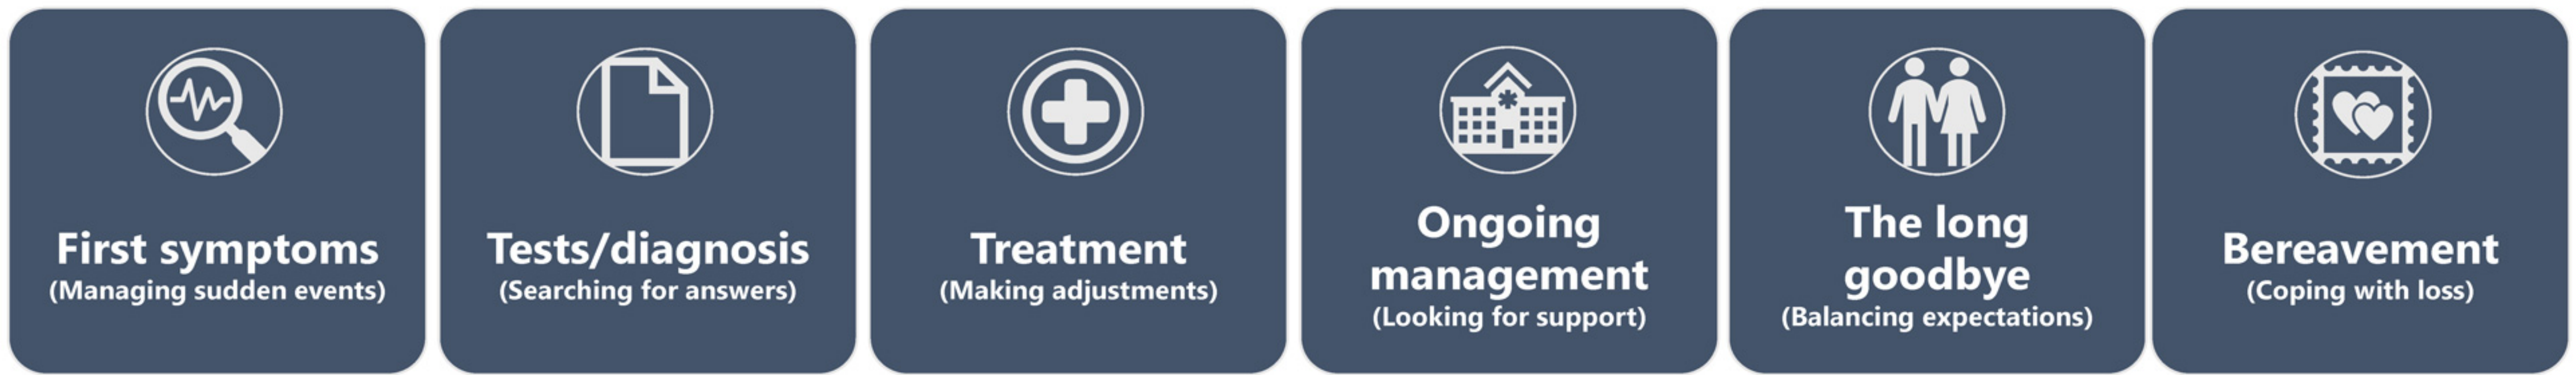 First symptoms
(Managing sudden events)
Tests/diagnosis
(Searching for answers)
Treatment
(Making adjustments)
Ongoing
management
(Looking for support)
The long
goodbye
(Balancing expectations)
Bereavement
(Coping with loss)